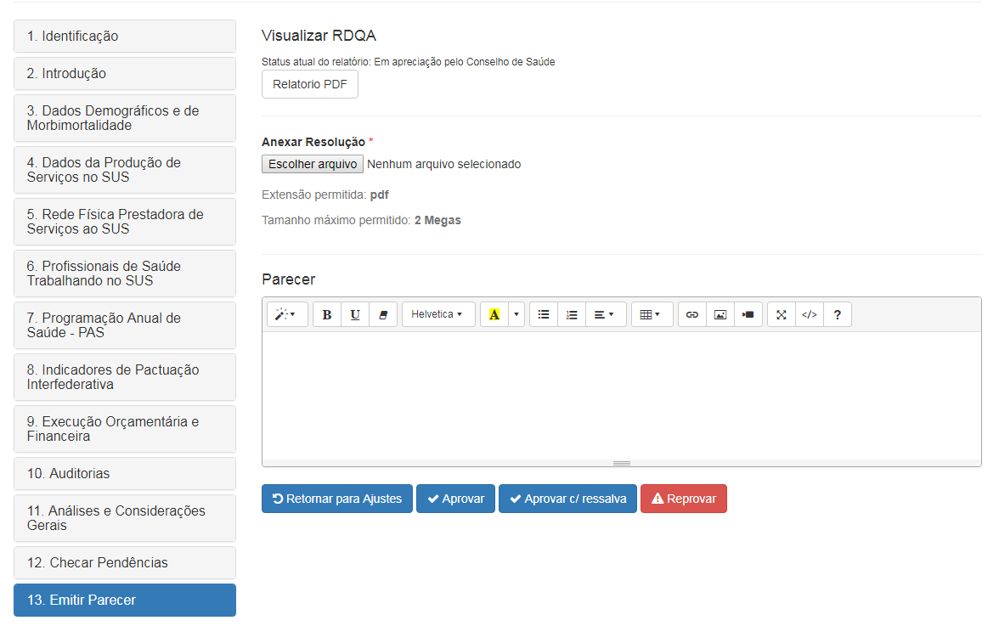 1. Identificação
2. Introdução
3. Dados Demográficos e de
Morbimortalidade
4. Dados da Produção de
Serviços no SUS
5. Rede Física Prestadora de
Serviços ao SUS
6. Profissionais de Saúde
Trabalhando no SUS
7. Programação Anual de
Saúde - PAS
8. Indicadores de Pactuação
Interfederativa
9. Execução Orçamentária e
Financeira
10. Auditorias
11. Análises e Considerações
Gerais
12. Checar Pendências
13. Emitir Parecer
Visualizar RDQA
Status atual do relatório: Em apreciação pelo Conselho de Saúde
Relatorio PDF
Anexar Resolução *
Escolher arquivo Nenhum arquivo selecionado
Extensão permitida: pdf
Tamanho máximo permitido: 2 Megas
Parecer
B U Helvetica A </> ?
Retornar para Ajustes Aprovar Aprovar c/ ressalva Reprovar